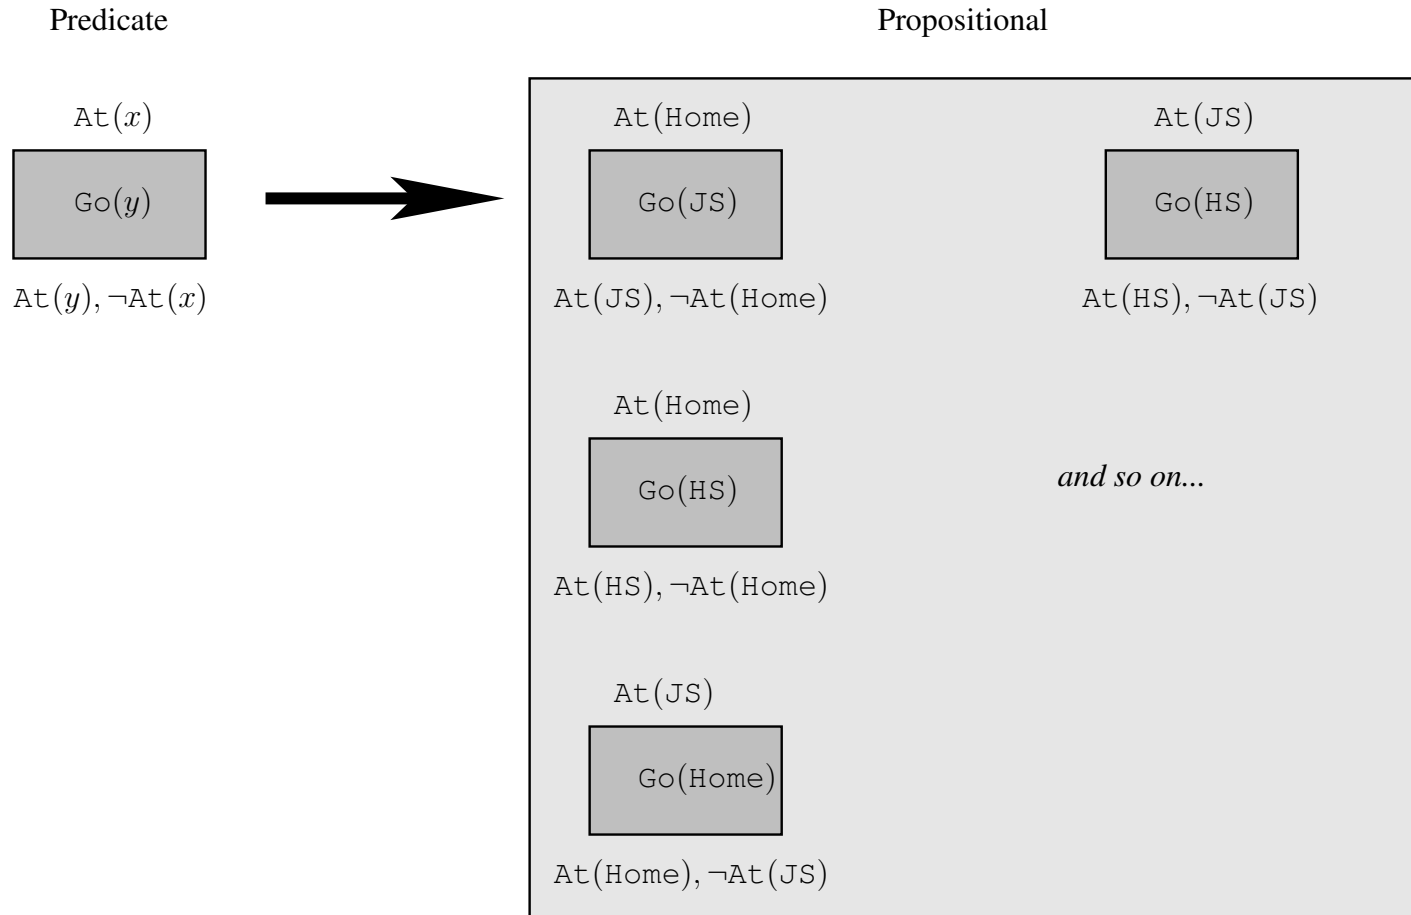 Predicate
Propositional
At(x)
Go(y)
At(y), ¬At(x)
At(Home)
Go(JS)
At(JS), ¬At(Home)
At(JS)
Go(HS)
At(HS), ¬At(JS)
At(Home)
Go(HS)
At(HS), ¬At(Home)
and so on...
At(JS)
Go(Home)
At(Home), ¬At(JS)